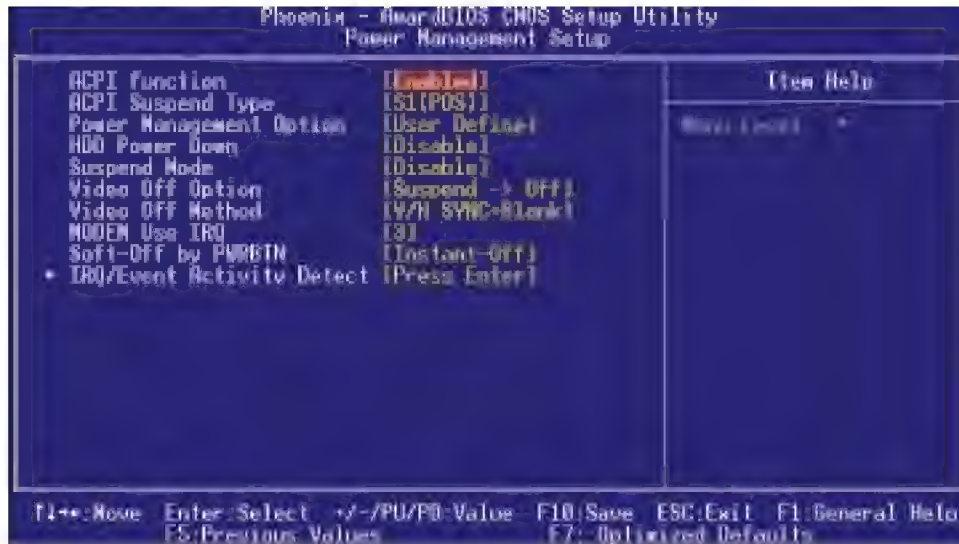 Phoenix - AwardBIOS CMOS Setup Utility
Power Management Setup
ACPI function [Enabled]
ACPI Suspend Type [S1(POS)]
Power Management Option [User Define]
HDD Power Down [Disable]
Suspend Mode [Disable]
Video Off Option [Suspend -> Off]
Video Off Method [V/H SYNC+Blank]
MODEM Use IRQ [3]
Soft-Off by PWRBTN [Instant-Off]
IRQ/Event Activity Detect [Press Enter]
Item Help
Menu Level
:Move Enter:Select +/-/PU/PD:Value F10:Save ESC:Exit F1:General Help
F5:Previous Values F7: Optimized Defaults